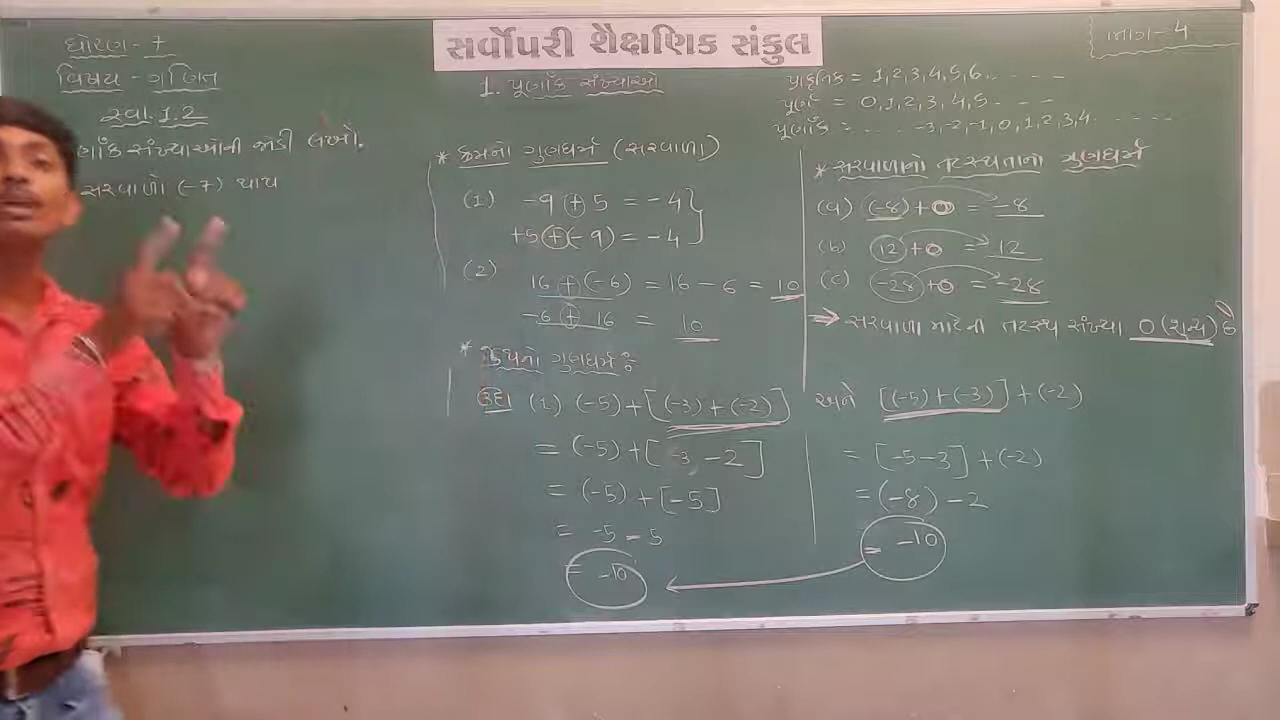 સર્વોપરી શૈક્ષણિક સંકુલ
ધોરણ - 7
વિષય - ગણિત
સ્વા. 1.2
ણાઁક સંખ્યાઓની જોડી લખો.
સરવાળો (-7) થાય
1. પૂર્ણાઁક સંખ્યાઓ
ભાગ - 4
પ્રાકૃતિક = 1,2,3,4,5,6. . - - - -
પૂર્ણ = 0,1,2,3,4,5. - - -
પૂર્ણાઁક = . . . -3,-2,-1,0,1,2,3,4. . - - - -
* ક્રમનો ગુણધર્મ (સરવાળા)
(1) -9 + 5 = -4
+5 + (-9) = -4
(2) 16 + (-6) = 16 - 6 = 10
-6 + 16 = 10
* સરવાળાનો તટસ્થતાનો ગુણધર્મ
(a) (-8) + 0 = -8
(b) 12 + 0 = 12
(c) -28 + 0 = -28
⇒ સરવાળા માટેની તટસ્થ સંખ્યા 0 (શૂન્ય) છે
* જૂથનો ગુણધર્મ :
ઉદા (1) (-5) + [(-3) + (-2)] અને [(-5) + (-3)] + (-2)
= (-5) + [-3, -2] = [-5-3] + (-2)
= (-5) + [-5] = (-8) - 2
= -5 - 5 = -10
= -10